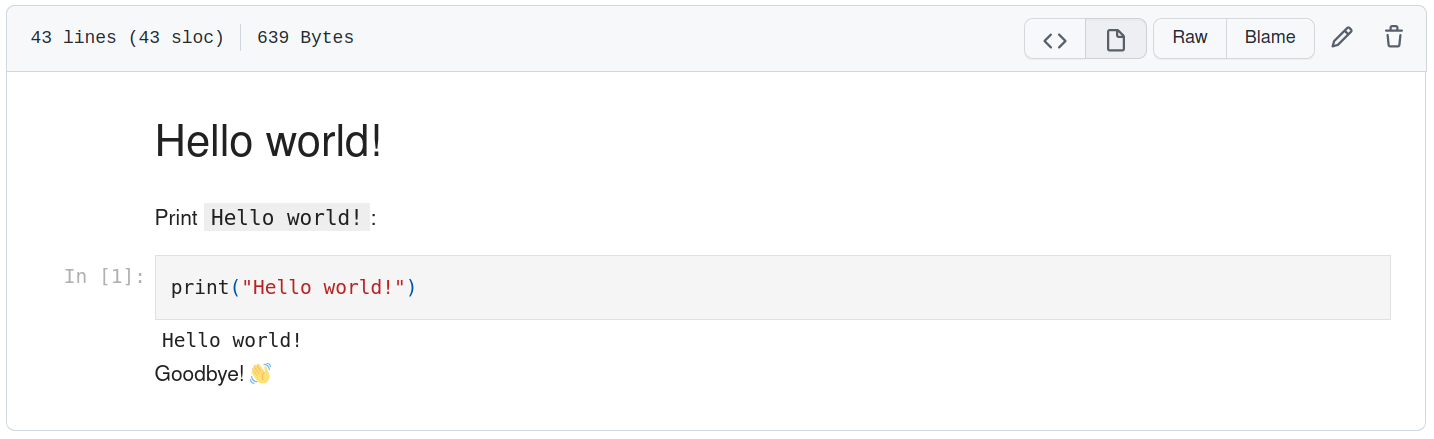 43 lines (43 sloc) 639 Bytes Raw Blame
Hello world!
Print Hello world! :
In [1]: print("Hello world!")
Hello world!
Goodbye! 👋